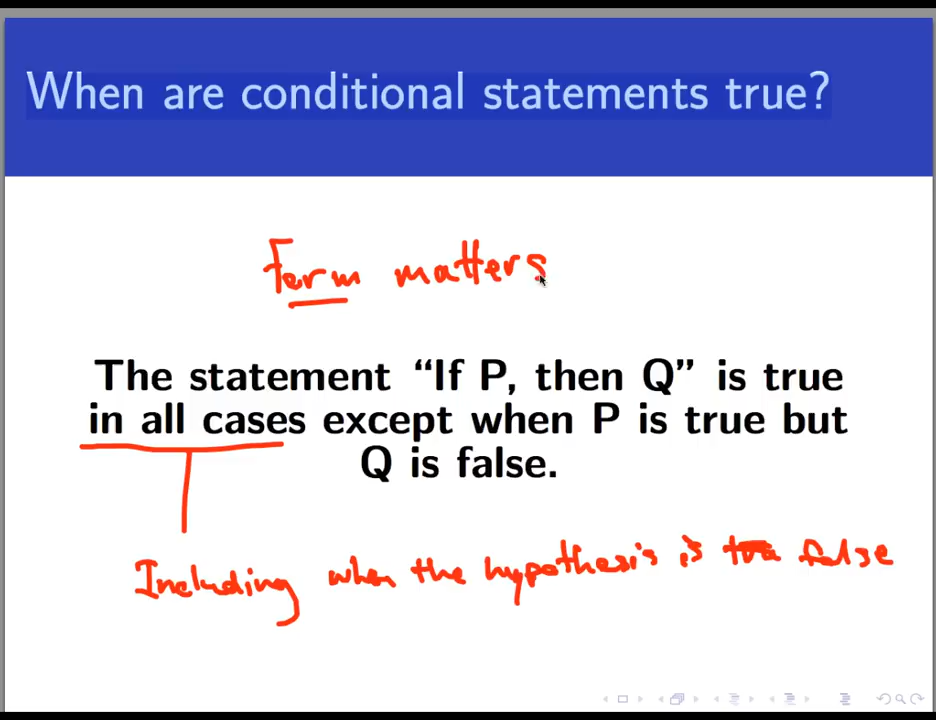 When are conditional statements true?
Form matters
The statement “If P, then Q” is true
in all cases except when P is true but
Q is false.
Including when the hypothesis is false